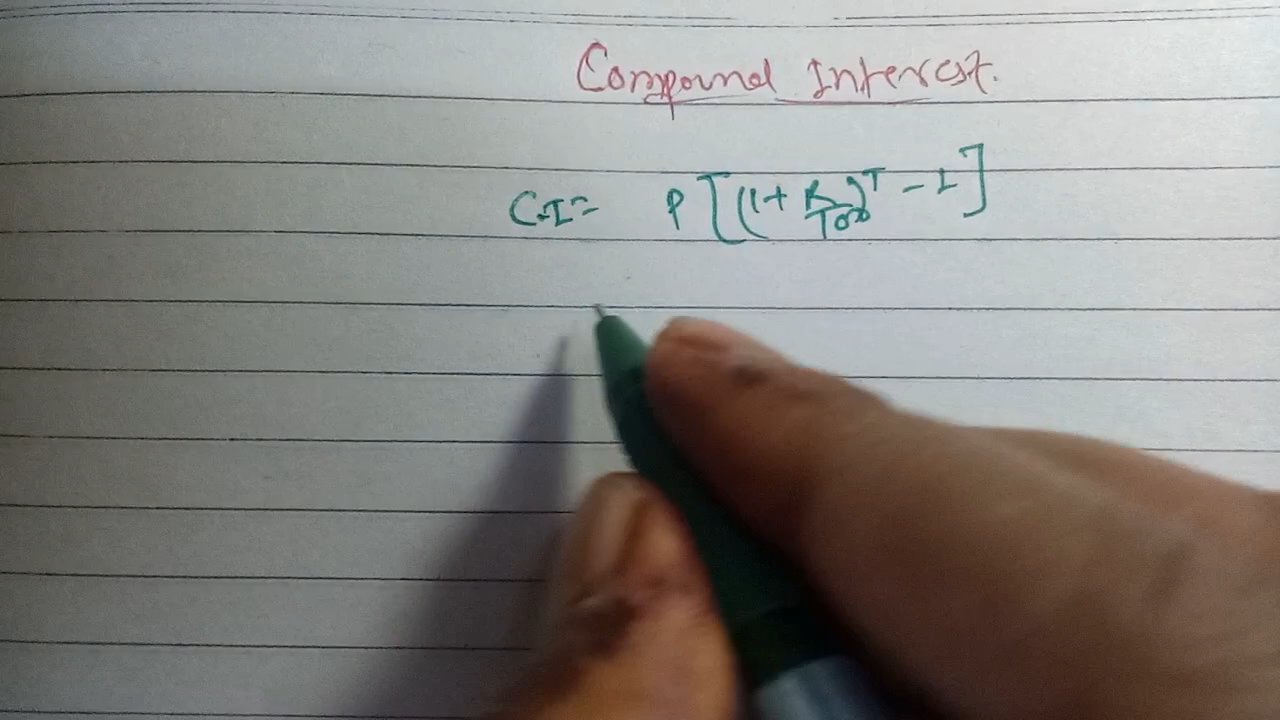 Compound Interest.
C.I= P[(1+R/100)^T-1]